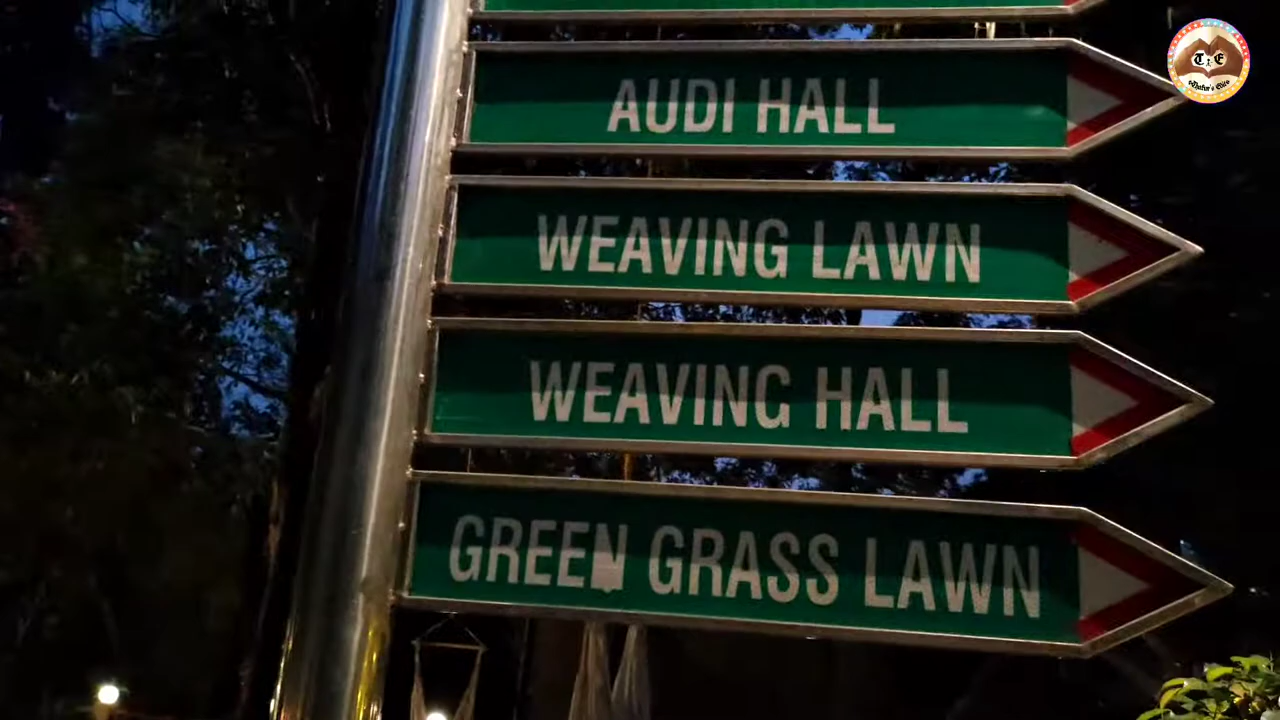 AUDI HALL
WEAVING LAWN
WEAVING HALL
GREEN GRASS LAWN
T E